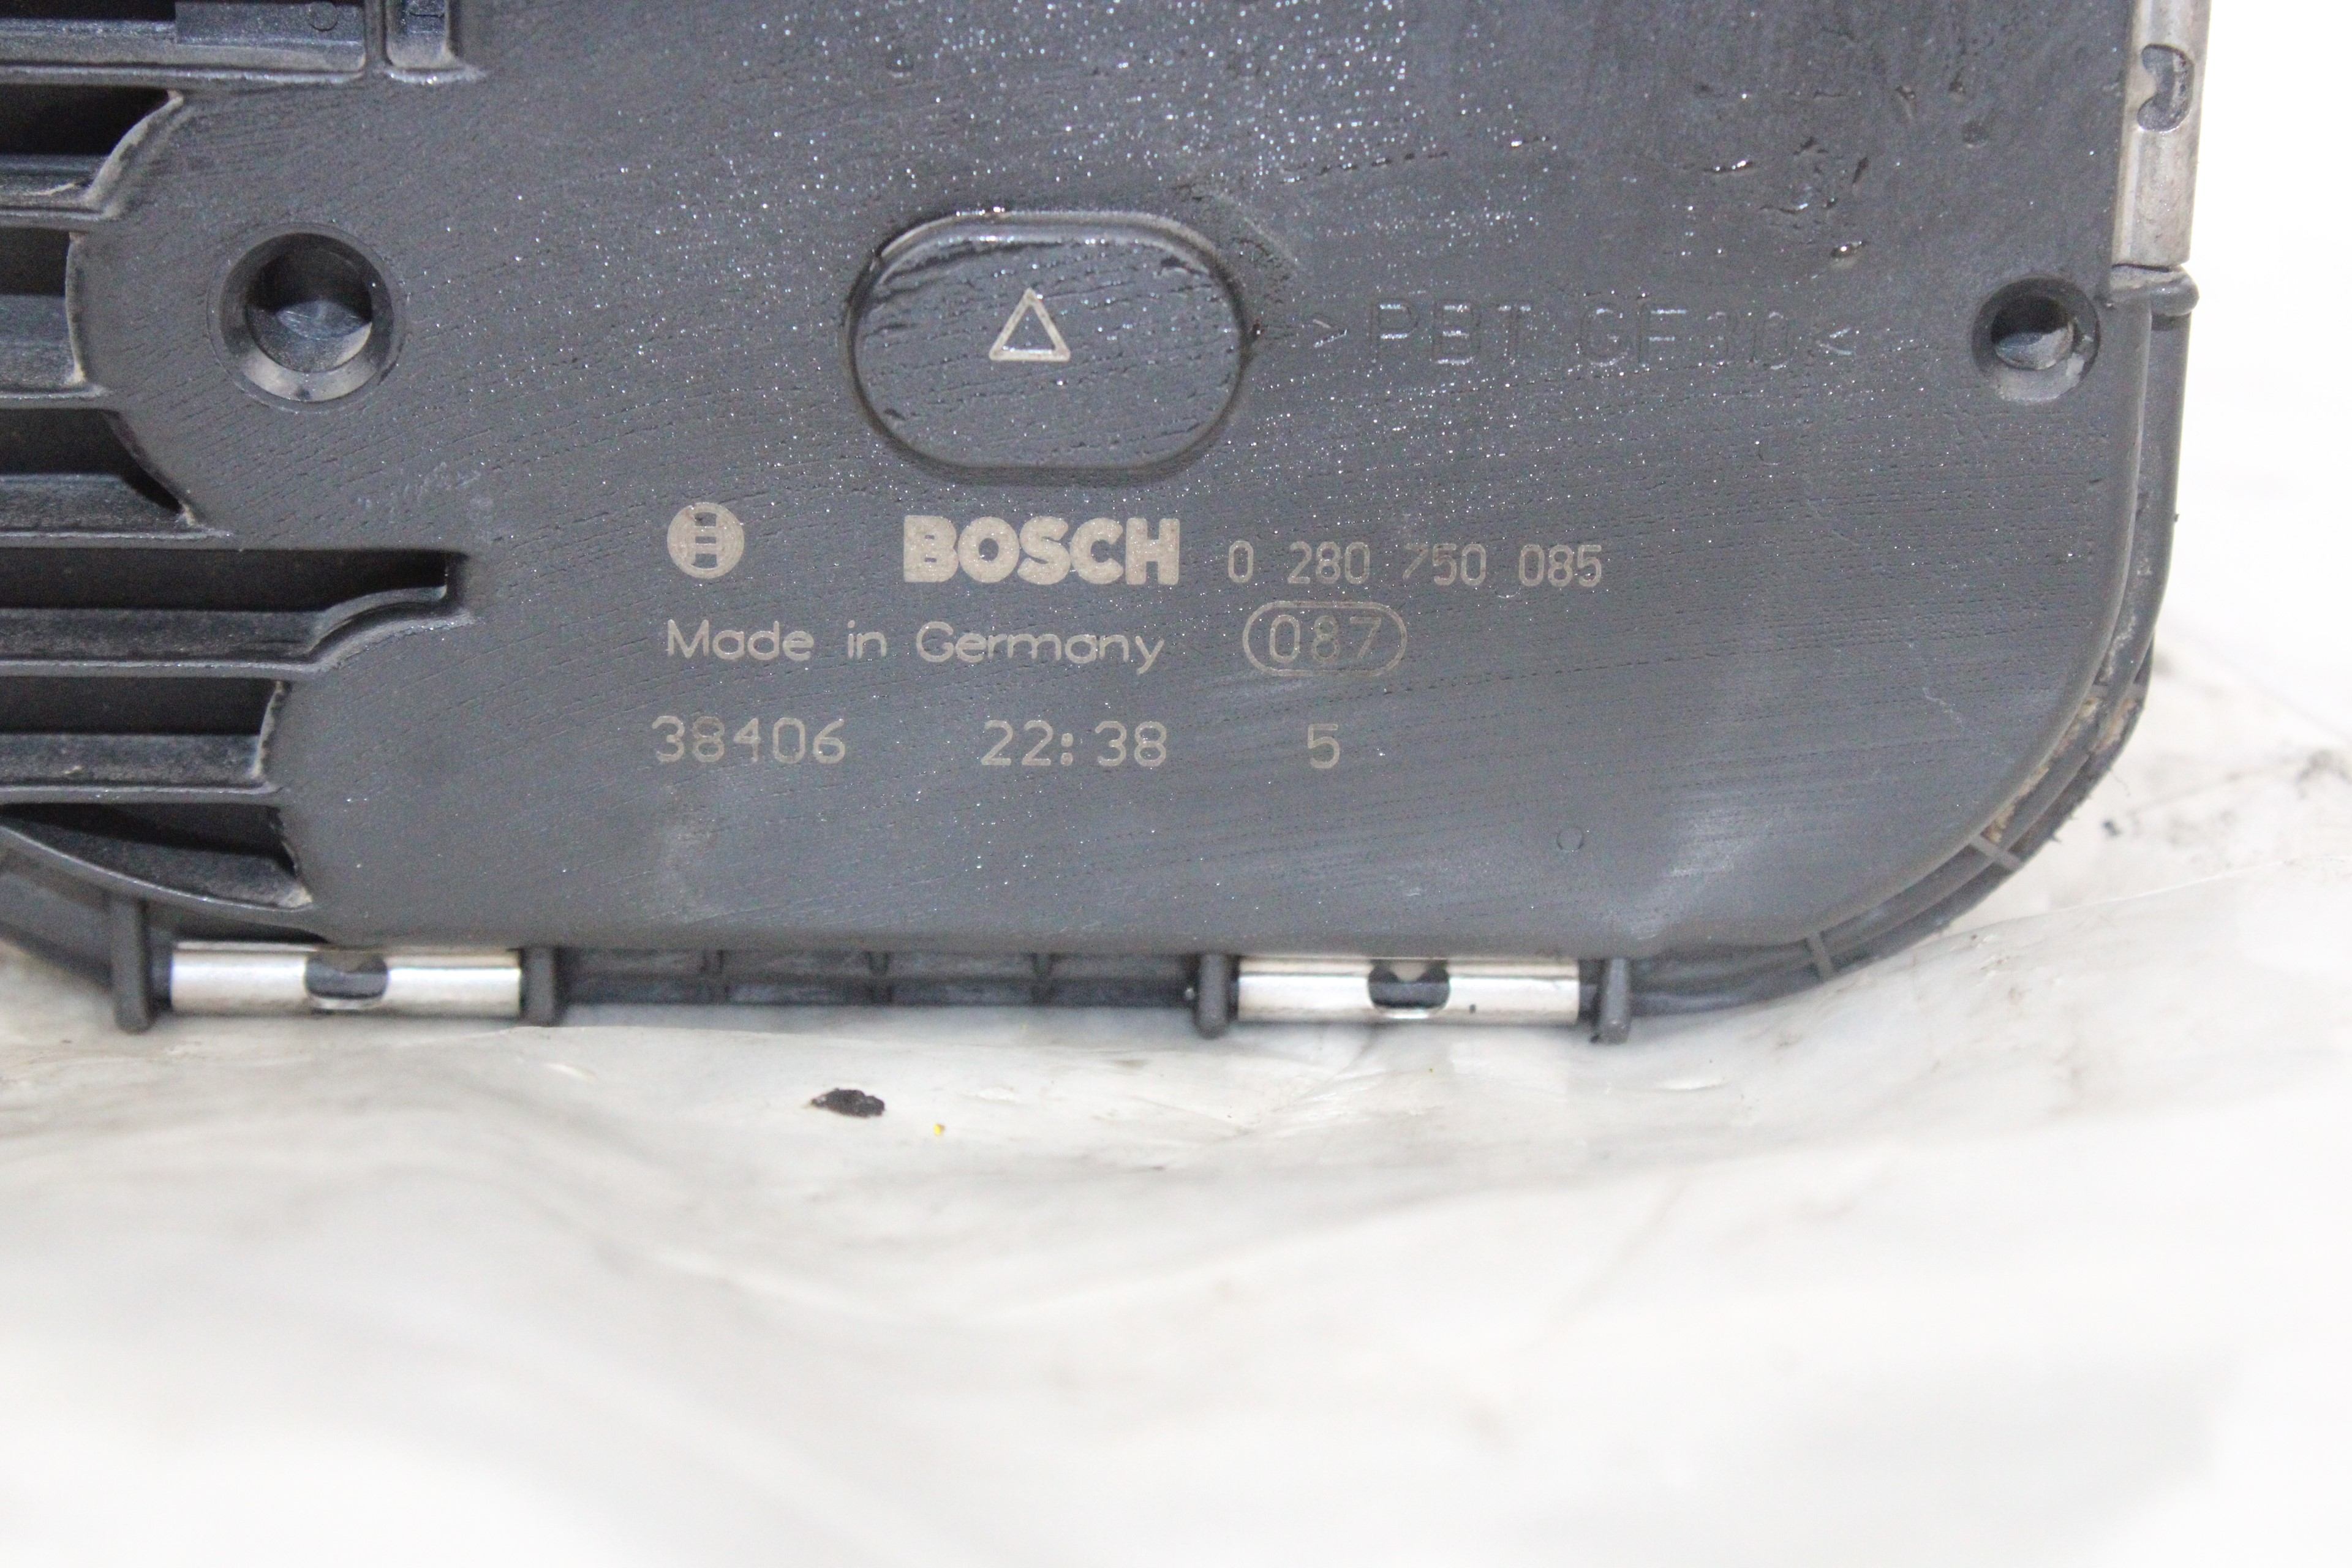 >PBT GF30<
BOSCH 0 280 750 085
Made in Germany 087
38406 22:38 5